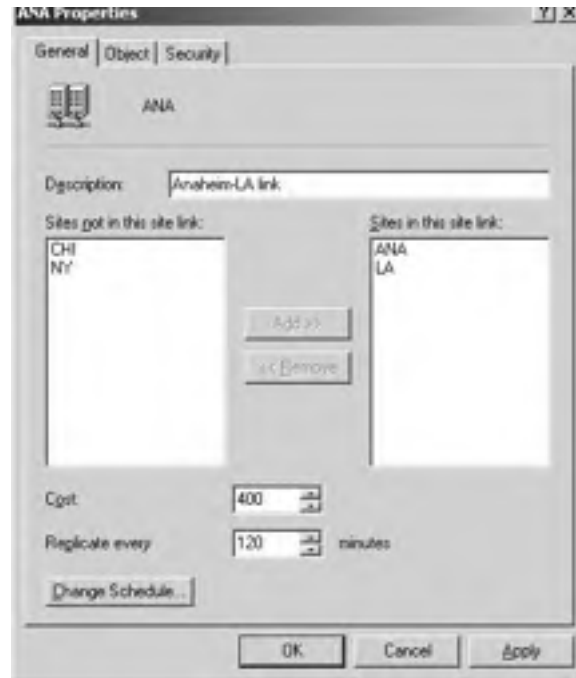 ANA Properties
General
Object
Security
ANA
Description:
Anaheim-LA link
Sites not in this site link:
CHI
NY
Sites in this site link:
ANA
LA
Add >>
<< Remove
Cost
400
Replicate every
120
minutes
Change Schedule...
OK
Cancel
Apply